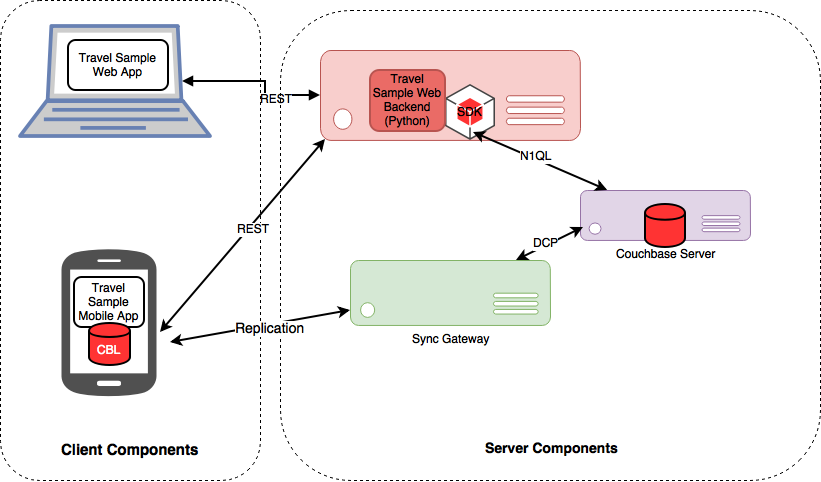 Travel Sample
Web App
REST
Travel
Sample Web
Backend
(Python)
SDK
N1QL
REST
DCP
Couchbase Server
Travel
Sample
Mobile App
CBL
Replication
Sync Gateway
Client Components
Server Components